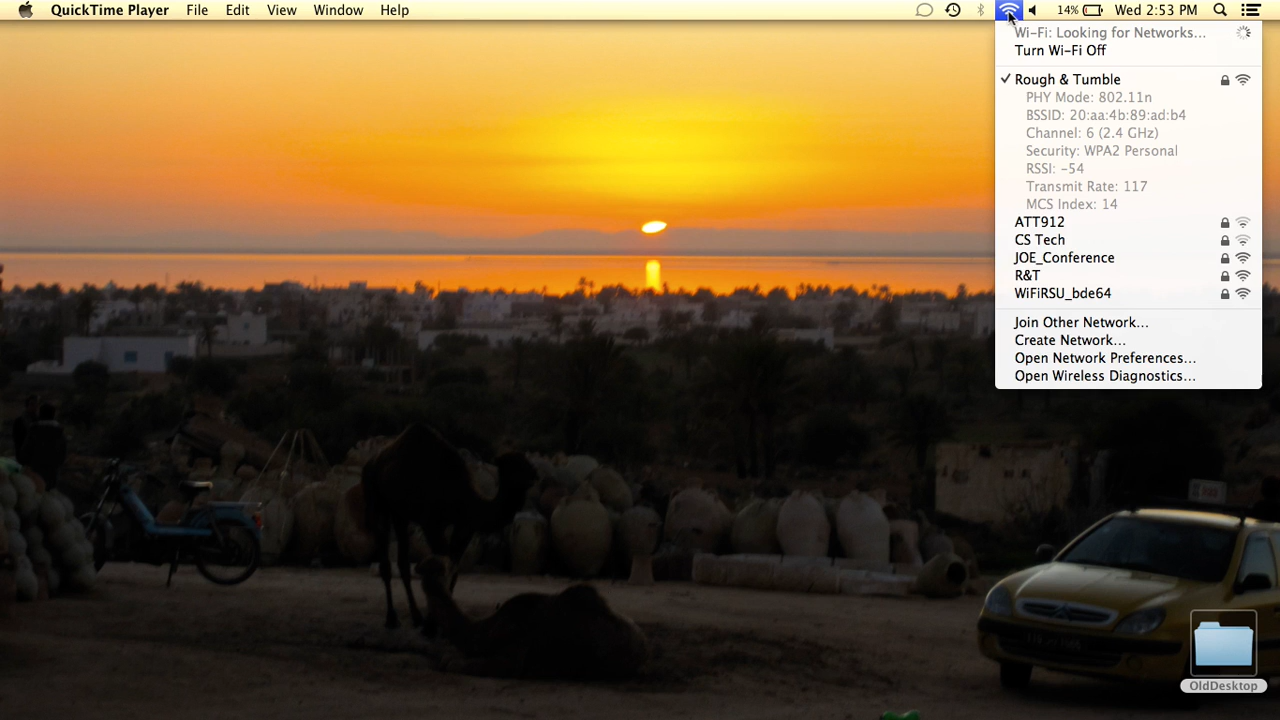 QuickTime Player File Edit View Window Help 14% Wed 2:53 PM
Wi-Fi: Looking for Networks...
Turn Wi-Fi Off
Rough & Tumble
PHY Mode: 802.11n
BSSID: 20:aa:4b:89:ad:b4
Channel: 6 (2.4 GHz)
Security: WPA2 Personal
RSSI: -54
Transmit Rate: 117
MCS Index: 14
ATT912
CS Tech
JOE_Conference
R&T
WiFiRSU_bde64
Join Other Network...
Create Network...
Open Network Preferences...
Open Wireless Diagnostics...
OldDesktop